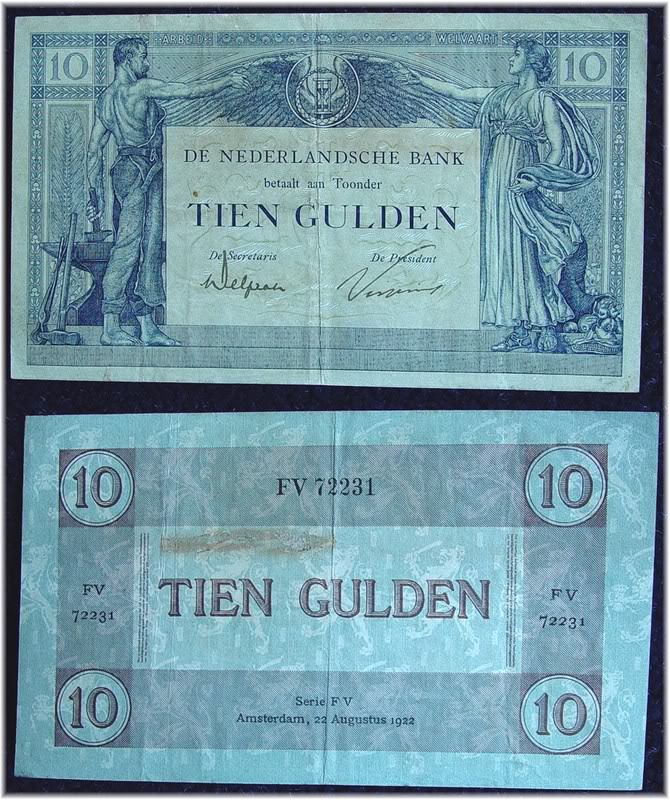 ARBEID WELVAART
10 10
DE NEDERLANDSCHE BANK
betaalt aan Toonder
TIEN GULDEN
De Secretaris De President
10 FV 72231 10
TIEN GULDEN
FV
72231
FV
72231
10 10
Serie FV
Amsterdam, 22 Augustus 1922